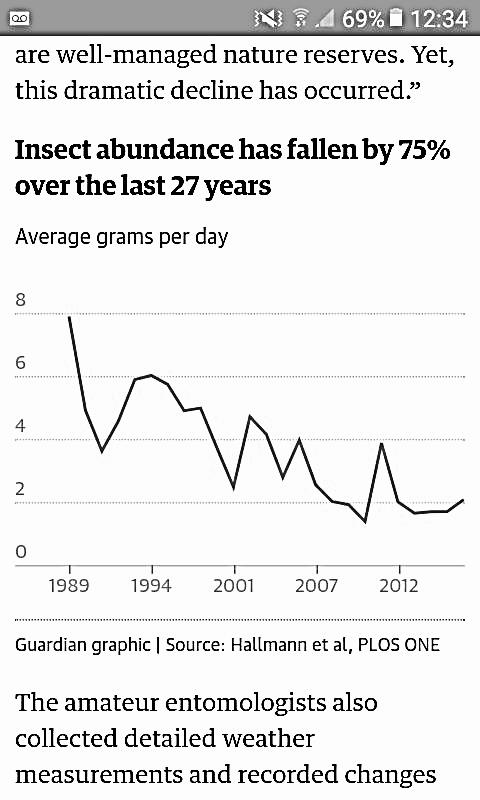 69% 12:34
are well-managed nature reserves. Yet,
this dramatic decline has occurred.”
Insect abundance has fallen by 75%
over the last 27 years
Average grams per day
8
6
4
2
0
1989 1994 2001 2007 2012
Guardian graphic | Source: Hallmann et al, PLOS ONE
The amateur entomologists also
collected detailed weather
measurements and recorded changes